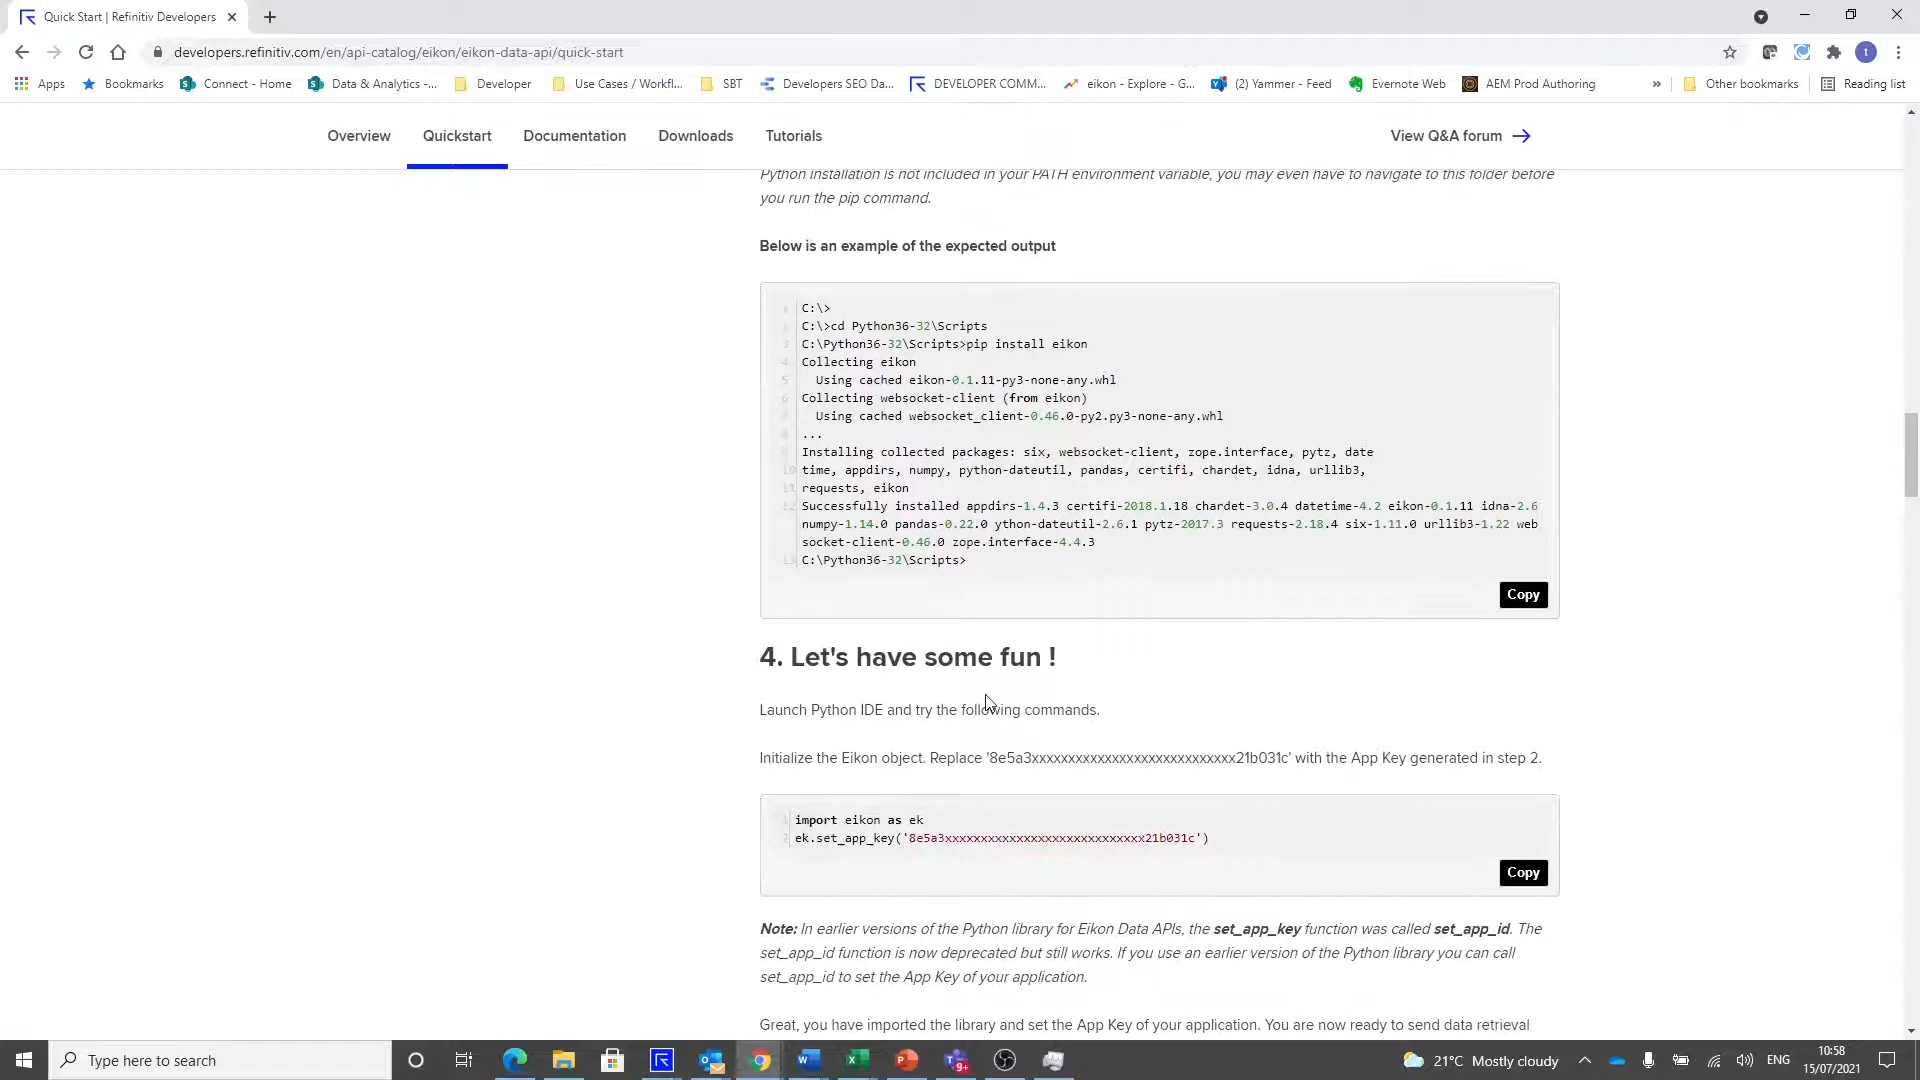 Quick Start | Refinitiv Developers
developers.refinitiv.com/en/api-catalog/eikon/eikon-data-api/quick-start
t
Apps Bookmarks Connect - Home Data & Analytics -... Developer Use Cases / Workfl... SBT Developers SEO Da... DEVELOPER COMM... eikon - Explore - G... (2) Yammer - Feed Evernote Web AEM Prod Authoring » Other bookmarks Reading list
Overview Quickstart Documentation Downloads Tutorials View Q&A forum
Python installation is not included in your PATH environment variable, you may even have to navigate to this folder before
you run the pip command.
Below is an example of the expected output
C:\>
C:\>cd Python36-32\Scripts
3 C:\Python36-32\Scripts>pip install eikon
4 Collecting eikon
5 Using cached eikon-0.1.11-py3-none-any.whl
6 Collecting websocket-client (from eikon)
Using cached websocket_client-0.46.0-py2.py3-none-any.whl
...
Installing collected packages: six, websocket-client, zope.interface, pytz, date
10 time, appdirs, numpy, python-dateutil, pandas, certifi, chardet, idna, urllib3,
11 requests, eikon
12 Successfully installed appdirs-1.4.3 certifi-2018.1.18 chardet-3.0.4 datetime-4.2 eikon-0.1.11 idna-2.6
numpy-1.14.0 pandas-0.22.0 ython-dateutil-2.6.1 pytz-2017.3 requests-2.18.4 six-1.11.0 urllib3-1.22 web
socket-client-0.46.0 zope.interface-4.4.3
13 C:\Python36-32\Scripts>
Copy
4. Let's have some fun !
Launch Python IDE and try the following commands.
Initialize the Eikon object. Replace '8e5a3xxxxxxxxxxxxxxxxxxxxxxxxxxxx21b031c' with the App Key generated in step 2.
1 import eikon as ek
2 ek.set_app_key('8e5a3xxxxxxxxxxxxxxxxxxxxxxxxxxxx21b031c')
Copy
Note: In earlier versions of the Python library for Eikon Data APIs, the set_app_key function was called set_app_id. The
set_app_id function is now deprecated but still works. If you use an earlier version of the Python library you can call
set_app_id to set the App Key of your application.
Great, you have imported the library and set the App Key of your application. You are now ready to send data retrieval
Type here to search
9+
21°C Mostly cloudy
ENG
10:58
15/07/2021